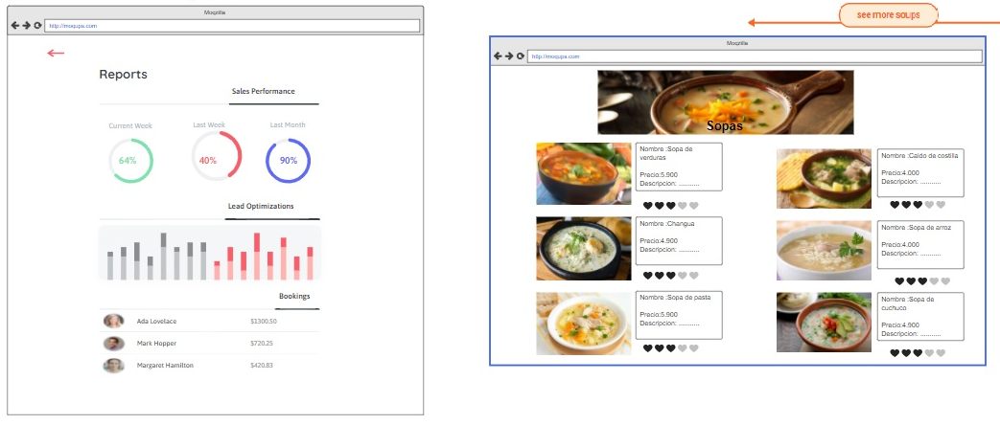 Moqzilla
http://moqups.com
Reports
Sales Performance
Current Week
Last Week
Last Month
64%
40%
90%
Lead Optimizations
Bookings
Ada Lovelace
$1300.50
Mark Hopper
$720.25
Margaret Hamilton
$420.83
see more soups
Moqzilla
http://moqups.com
Sopas
Nombre :Sopa de
verduras
Precio:5.900
Descripcion: ...........
Nombre :Caldo de costilla
Precio:4.000
Descripcion: ...........
Nombre :Changua
Precio:4,900
Descripcion: ...........
Nombre :Sopa de arroz
Precio:4.000
Descripcion: ...........
Nombre :Sopa de pasta
Precio:5.900
Descripcion: ...........
Nombre :Sopa de
cuchuco
Precio:4.900
Descripcion: ...........